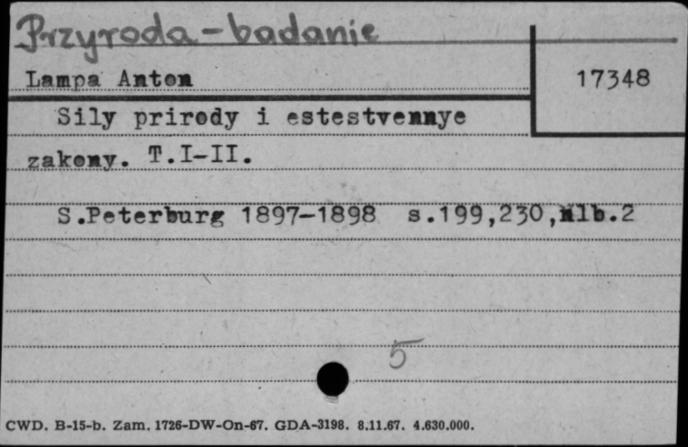 Przyroda - badanie
Lampa Anton
17348
Sily prirody i estestvennye
zakony. T.I-II.
S.Peterburg 1897-1898 s.199,230,nlb.2
5
CWD. B-15-b. Zam. 1726-DW-On-67. GDA-3198. 8.11.67. 4.630.000.